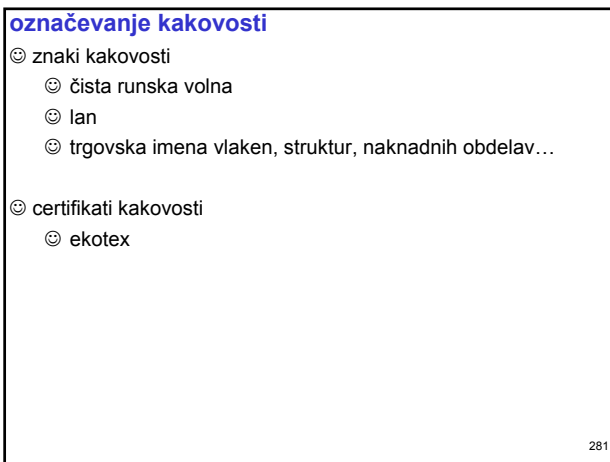 označevanje kakovosti
☺ znaki kakovosti
☺ čista runska volna
☺ lan
☺ trgovska imena vlaken, struktur, naknadnih obdelav…
☺ certifikati kakovosti
☺ ekotex
281